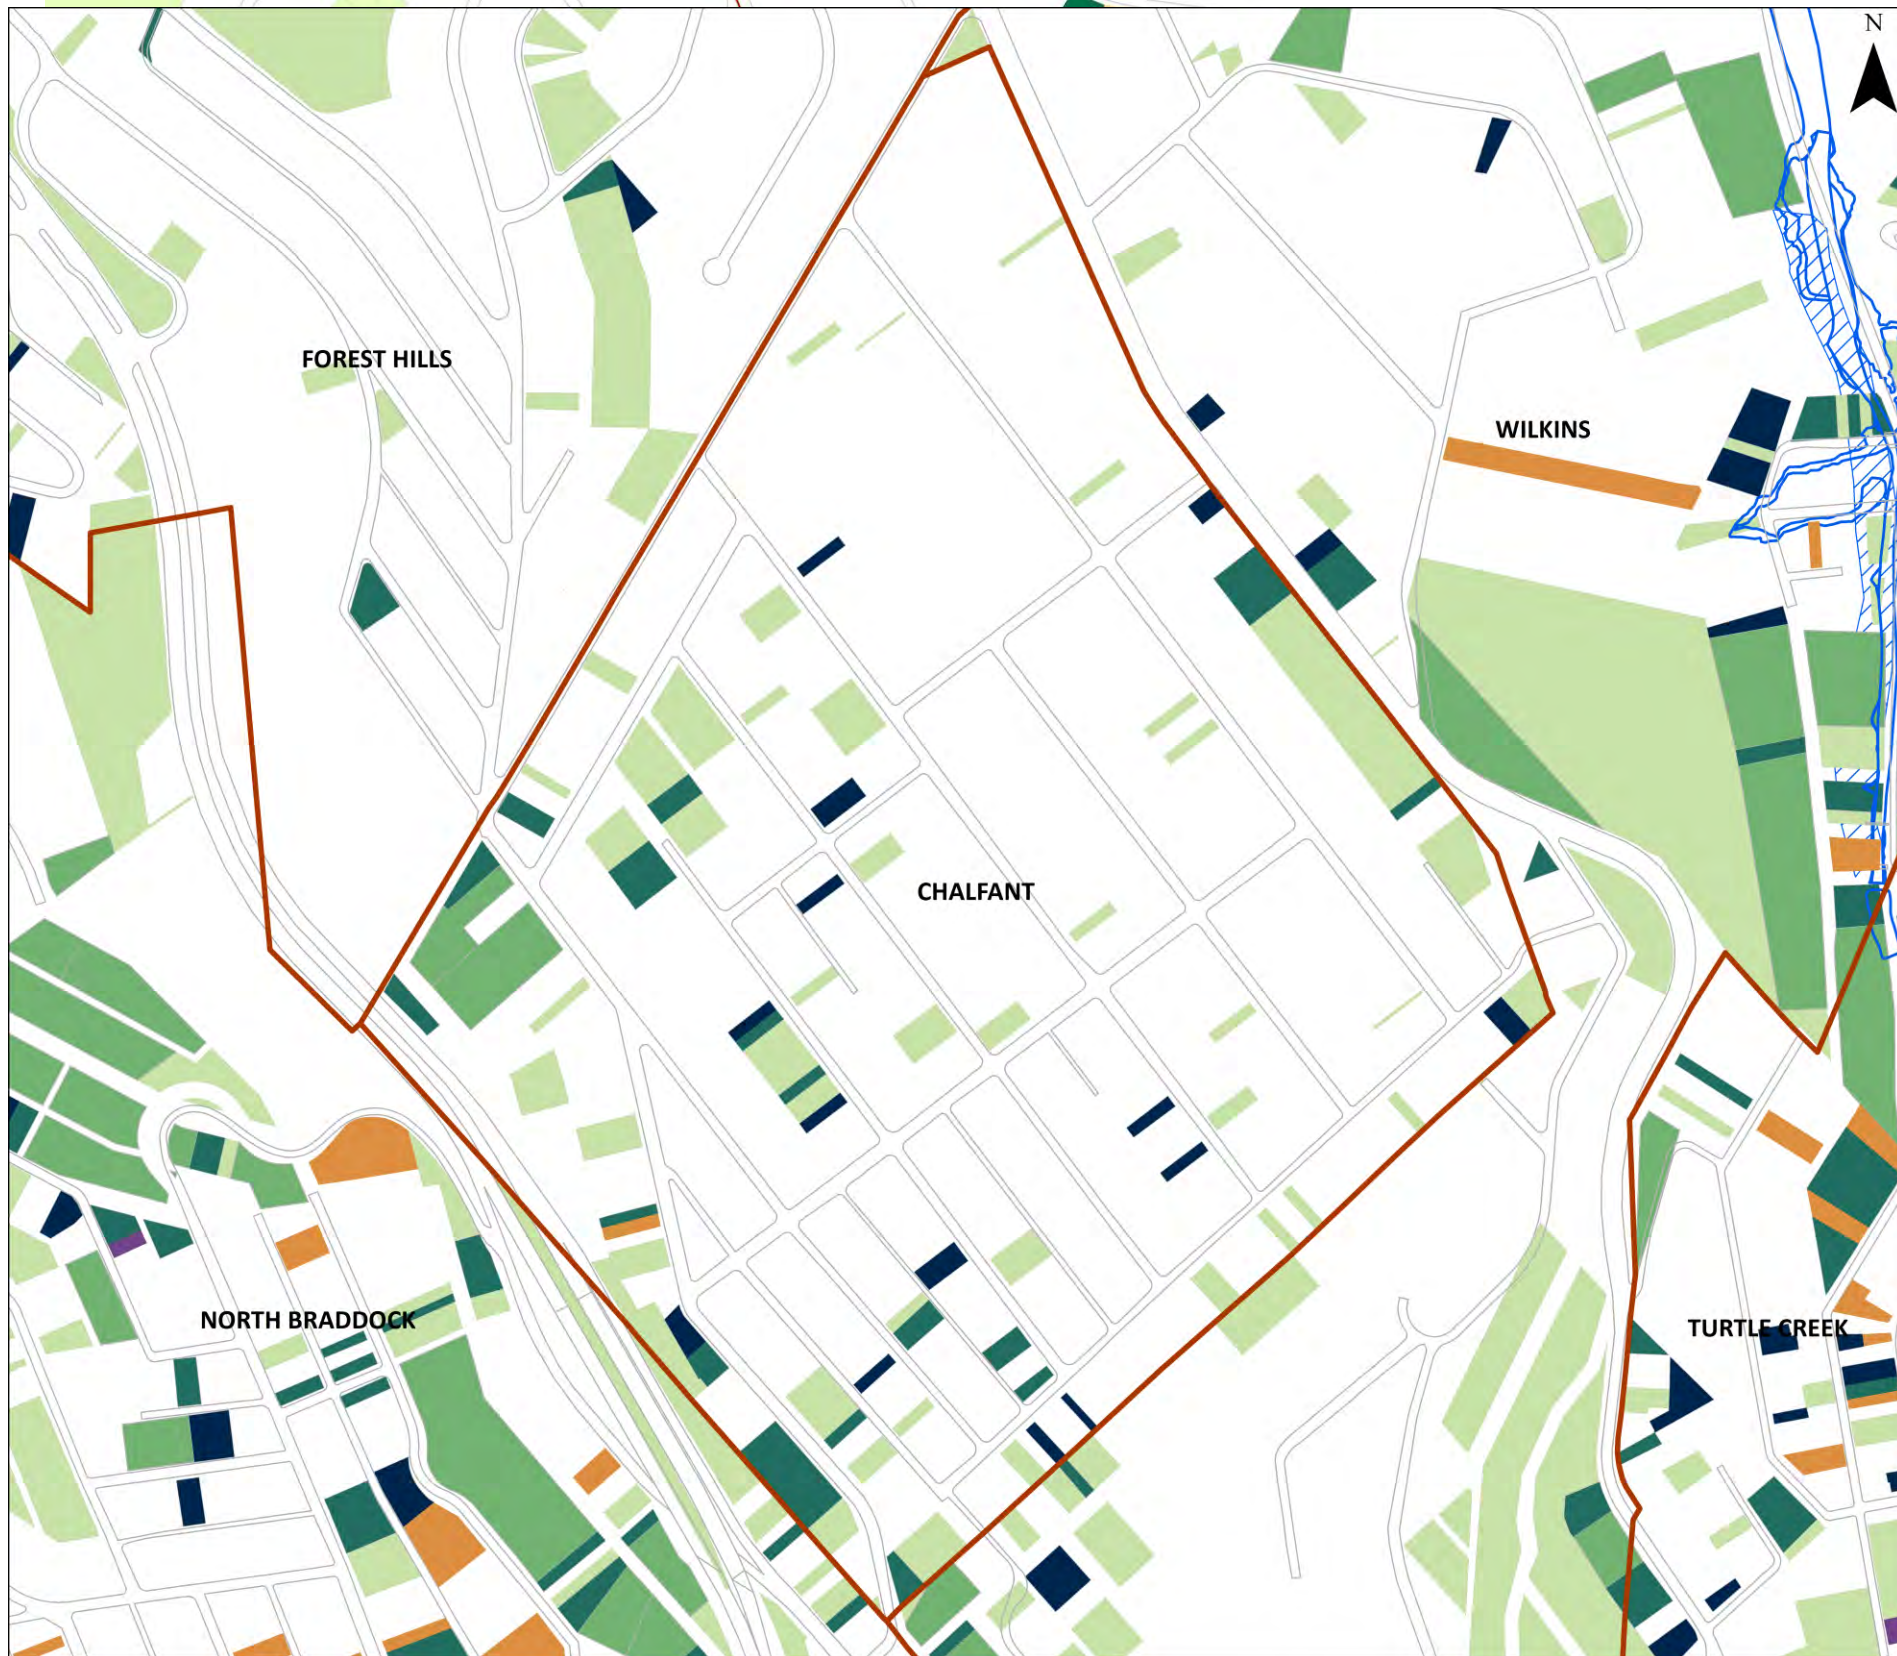 N
FOREST HILLS
WILKINS
CHALFANT
NORTH BRADDOCK
TURTLE CREEK